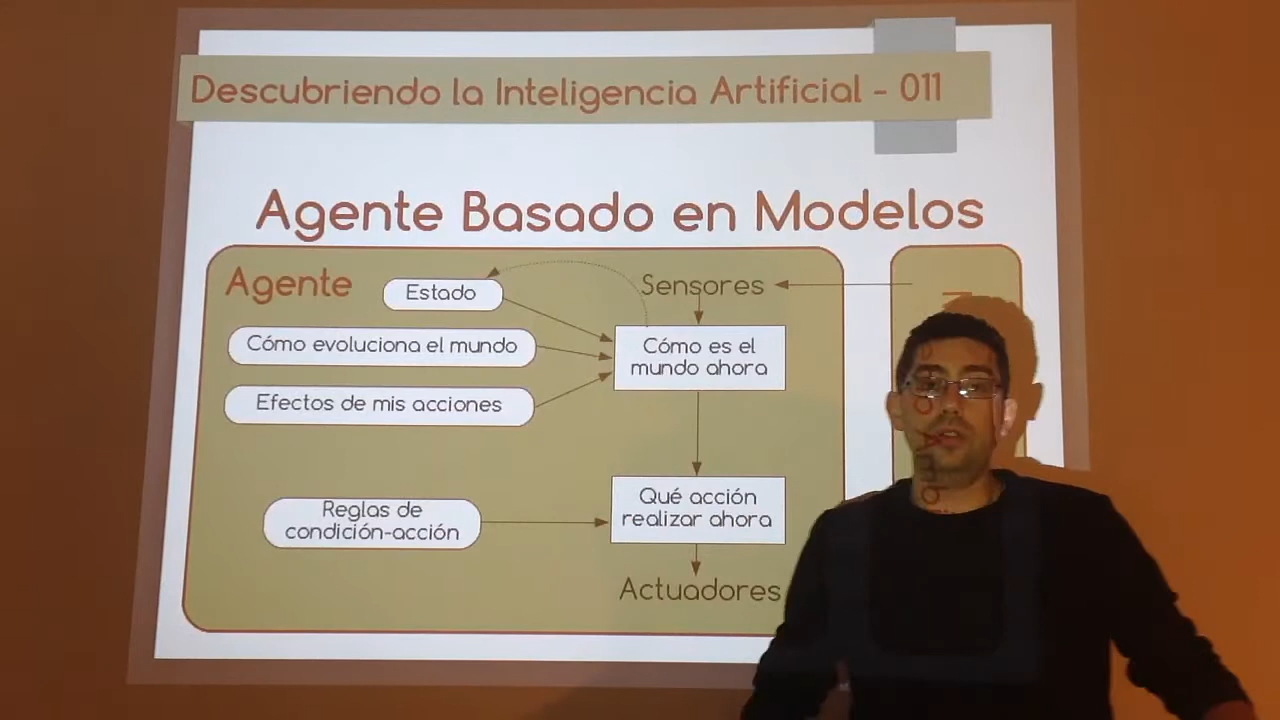 Descubriendo la Inteligencia Artificial - 011
Agente Basado en Modelos
Agente
Estado
Sensores
Cómo evoluciona el mundo
Cómo es el
mundo ahora
Efectos de mis acciones
Reglas de
condición-acción
Qué acción
realizar ahora
Actuadores